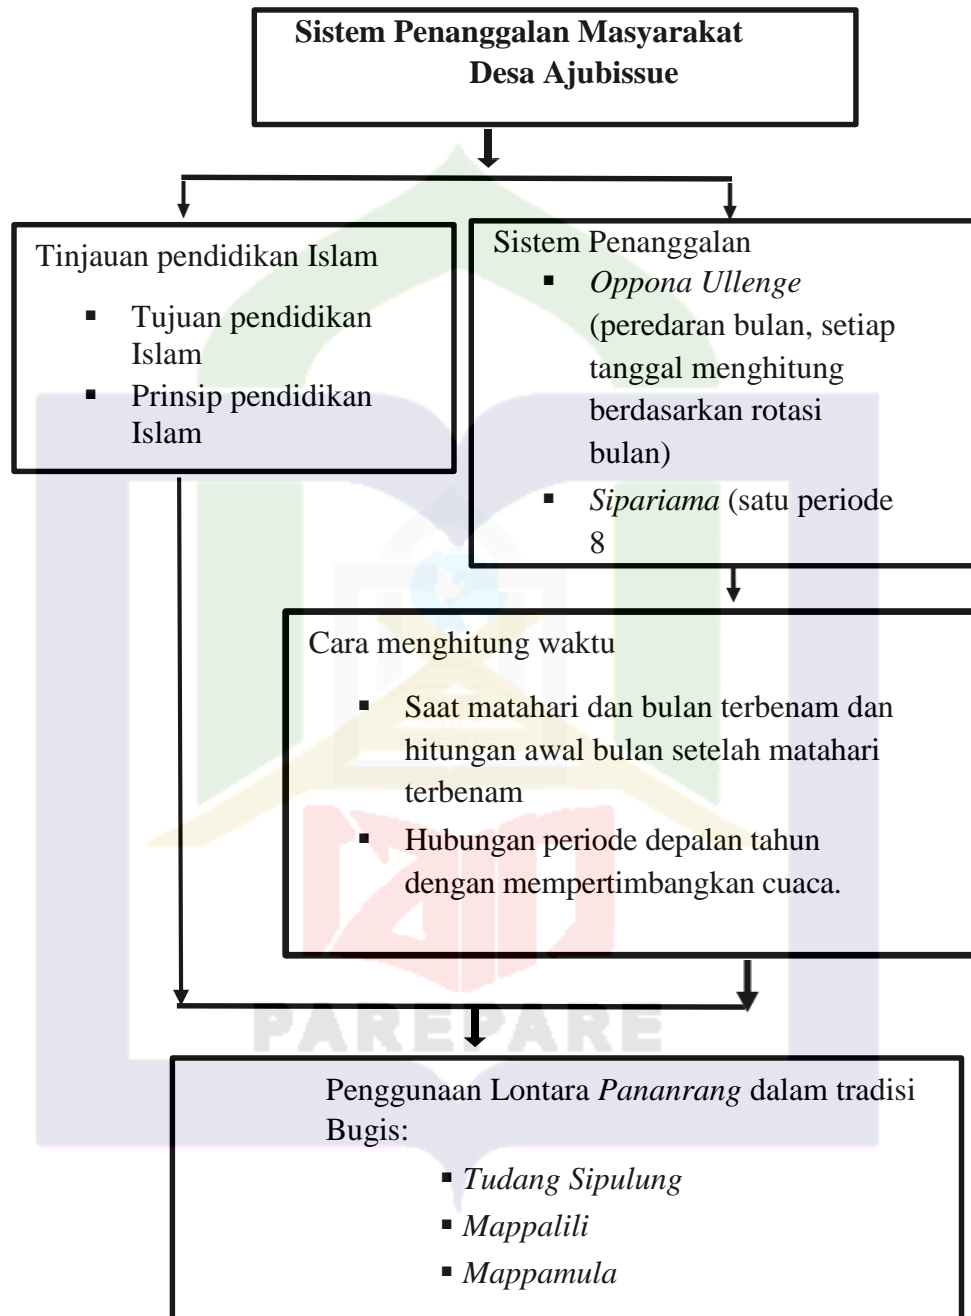 Sistem Penanggalan Masyarakat
Desa Ajubissue
Tinjauan pendidikan Islam
▪ Tujuan pendidikan
Islam
▪ Prinsip pendidikan
Islam
Sistem Penanggalan
▪ Oppona Ullenge
(peredaran bulan, setiap
tanggal menghitung
berdasarkan rotasi
bulan)
▪ Sipariama (satu periode
8
Cara menghitung waktu
▪ Saat matahari dan bulan terbenam dan
hitungan awal bulan setelah matahari
terbenam
▪ Hubungan periode depalan tahun
dengan mempertimbangkan cuaca.
PAREPARE
Penggunaan Lontara Pananrang dalam tradisi
Bugis:
▪ Tudang Sipulung
▪ Mappalili
▪ Mappamula